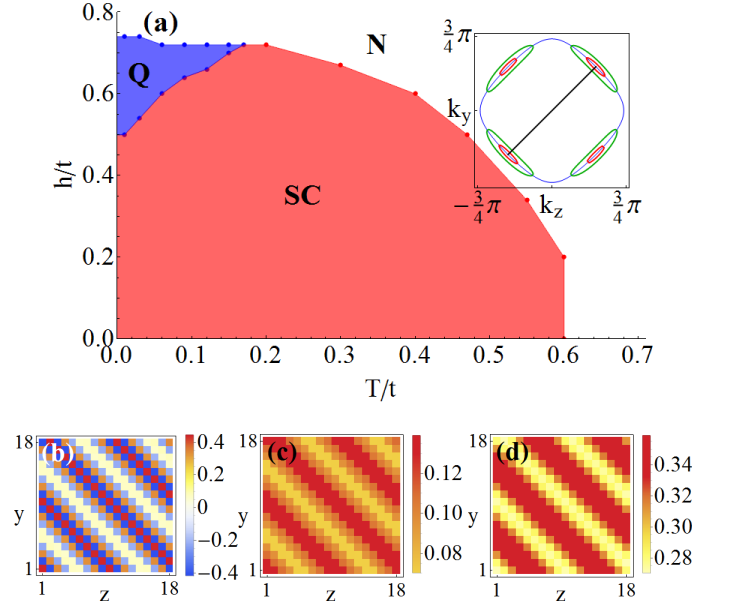 (a)
N
Q
SC
h/t
0.8
0.6
0.4
0.2
0.0
0.0 0.1 0.2 0.3 0.4 0.5 0.6 0.7
T/t
3/4 π
k_y
-3/4 π k_z 3/4 π
(b)
18
y
1
1 z 18
0.4
0.2
0
-0.2
-0.4
(c)
18
y
1
1 z 18
0.12
0.10
0.08
(d)
18
y
1
1 z 18
0.34
0.32
0.30
0.28